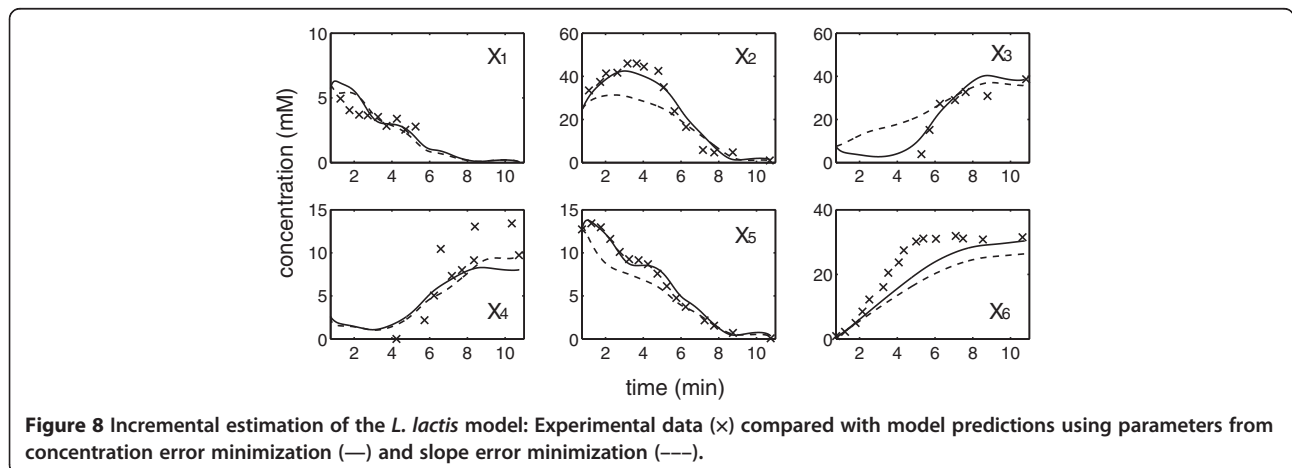 X1
X2
X3
10
5
0
2 4 6 8 10
60
40
20
0
2 4 6 8 10
60
40
20
0
2 4 6 8 10
concentration (mM)
X4
X5
X6
15
10
5
0
2 4 6 8 10
15
10
5
0
2 4 6 8 10
40
20
0
2 4 6 8 10
time (min)
Figure 8 Incremental estimation of the L. lactis model: Experimental data (×) compared with model predictions using parameters from
concentration error minimization (—) and slope error minimization (---).